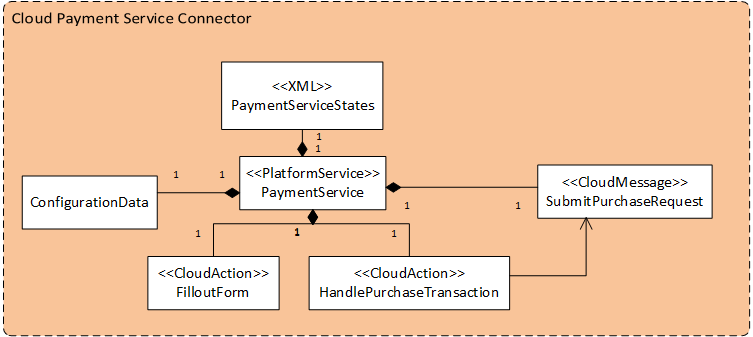 Cloud Payment Service Connector
<<XML>>
PaymentServiceStates
1
1
<<PlatformService>>
PaymentService
1
1
ConfigurationData
<<CloudMessage>>
SubmitPurchaseRequest
1
1
1
1
1
<<CloudAction>>
FilloutForm
<<CloudAction>>
HandlePurchaseTransaction